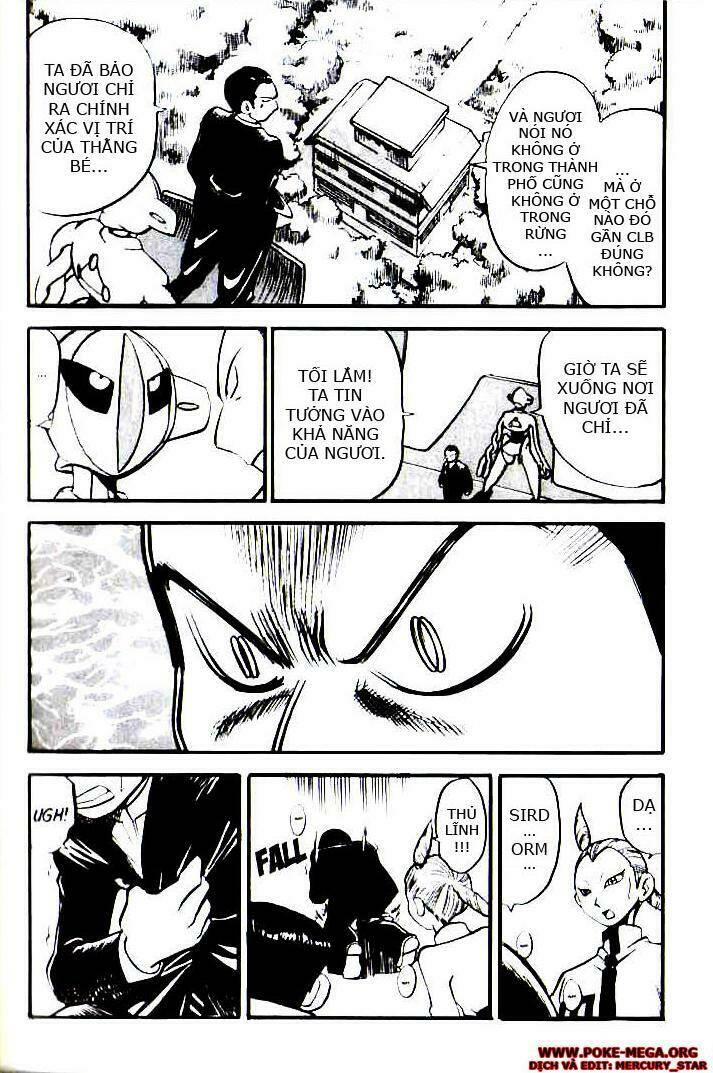 TA ĐÃ BẢO
NGƯƠI CHỈ
RA CHÍNH
XÁC VỊ TRÍ
CỦA THẰNG
BÉ...
VÀ NGƯƠI
NÓI NÓ
KHÔNG Ở
TRONG THÀNH
PHỐ CŨNG
KHÔNG Ở
TRONG
RỪNG
...
...
MÀ Ở
MỘT CHỖ
NÀO ĐÓ
GẦN CLB
ĐÚNG
KHÔNG?
...
TỐI LẮM!
TA TIN
TƯỞNG VÀO
KHẢ NĂNG
CỦA NGƯƠI.
GIỜ TA SẼ
XUỐNG NƠI
NGƯƠI ĐÃ
CHỈ...
UGH!
FALL
THỦ
LĨNH
!!!
SIRD
...
ORM
...
DẠ
...
WWW.POKE-MEGA.ORG
DỊCH VÀ EDIT: MERCURY_STAR